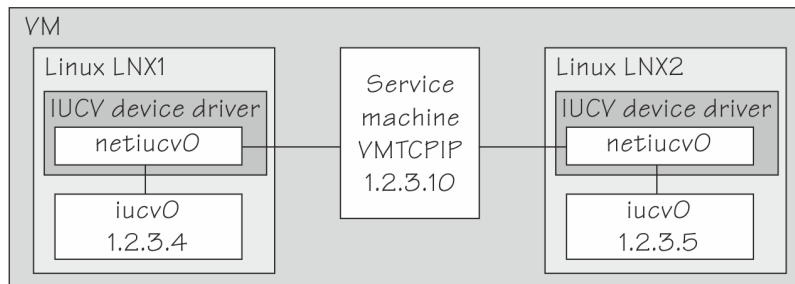 VM
Linux LNX1
IUCV device driver
netiucv0
iucv0
1.2.3.4
Service
machine
VMTCPIP
1.2.3.10
Linux LNX2
IUCV device driver
netiucv0
iucv0
1.2.3.5